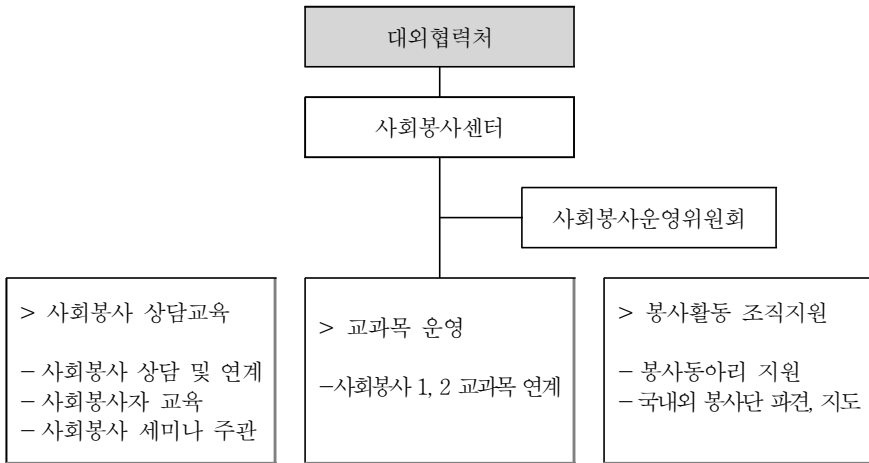 대외협력처
사회봉사센터
사회봉사운영위원회
> 사회봉사 상담교육
- 사회봉사 상담 및 연계
- 사회봉사자 교육
- 사회봉사 세미나 주관
> 교과목 운영
-사회봉사 1, 2 교과목 연계
> 봉사활동 조직지원
- 봉사동아리 지원
- 국내외 봉사단 파견, 지도